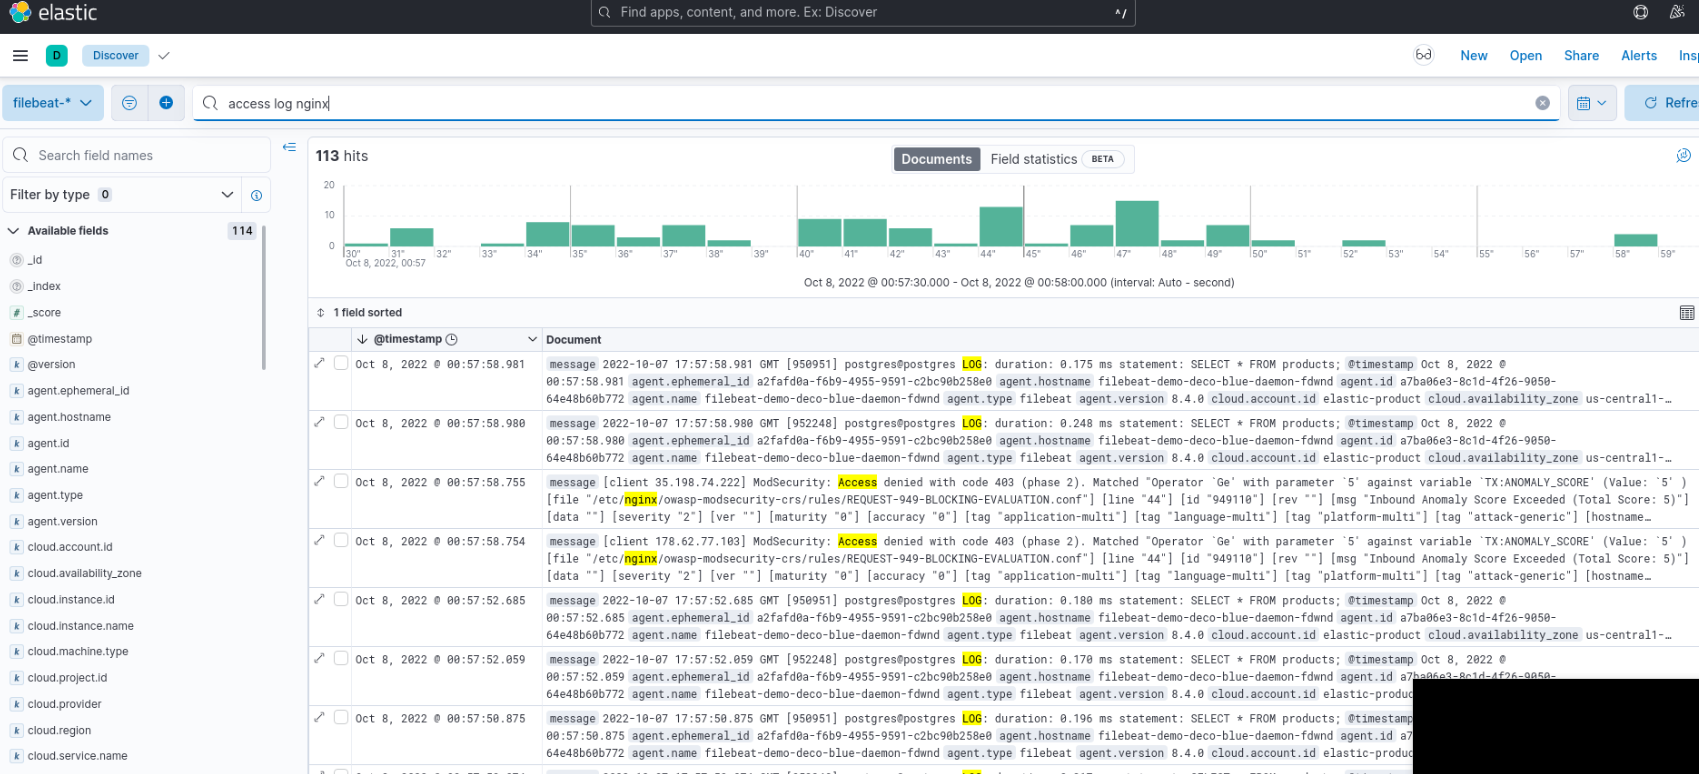 elastic
Find apps, content, and more. Ex: Discover
^/
D
Discover
New
Open
Share
Alerts
Ins
filebeat-*
access log nginx
Refre
Search field names
Filter by type 0
Available fields 114
_id
_index
_score
@timestamp
@version
agent.ephemeral_id
agent.hostname
agent.id
agent.name
agent.type
agent.version
cloud.account.id
cloud.availability_zone
cloud.instance.id
cloud.instance.name
cloud.machine.type
cloud.project.id
cloud.provider
cloud.region
cloud.service.name
113 hits
Documents
Field statistics BETA
20
10
0
30" 31" 32" 33" 34" 35" 36" 37" 38" 39" 40" 41" 42" 43" 44" 45" 46" 47" 48" 49" 50" 51" 52" 53" 54" 55" 56" 57" 58" 59"
Oct 8, 2022, 00:57
Oct 8, 2022 @ 00:57:30.000 - Oct 8, 2022 @ 00:58:00.000 (interval: Auto - second)
1 field sorted
@timestamp Document
Oct 8, 2022 @ 00:57:58.981 message 2022-10-07 17:57:58.981 GMT [950951] postgres@postgres LOG: duration: 0.175 ms statement: SELECT * FROM products; @timestamp Oct 8, 2022 @
00:57:58.981 agent.ephemeral_id a2fafd0a-f6b9-4955-9591-c2bc90b258e0 agent.hostname filebeat-demo-deco-blue-daemon-fdwnd agent.id a7ba06e3-8c1d-4f26-9050-
64e48b60b772 agent.name filebeat-demo-deco-blue-daemon-fdwnd agent.type filebeat agent.version 8.4.0 cloud.account.id elastic-product cloud.availability_zone us-central1-…
Oct 8, 2022 @ 00:57:58.980 message 2022-10-07 17:57:58.980 GMT [952248] postgres@postgres LOG: duration: 0.248 ms statement: SELECT * FROM products; @timestamp Oct 8, 2022 @
00:57:58.980 agent.ephemeral_id a2fafd0a-f6b9-4955-9591-c2bc90b258e0 agent.hostname filebeat-demo-deco-blue-daemon-fdwnd agent.id a7ba06e3-8c1d-4f26-9050-
64e48b60b772 agent.name filebeat-demo-deco-blue-daemon-fdwnd agent.type filebeat agent.version 8.4.0 cloud.account.id elastic-product cloud.availability_zone us-central1-…
Oct 8, 2022 @ 00:57:58.755 message [client 35.198.74.222] ModSecurity: Access denied with code 403 (phase 2). Matched "Operator `Ge' with parameter `5' against variable `TX:ANOMALY_SCORE' (Value: `5' )
[file "/etc/nginx/owasp-modsecurity-crs/rules/REQUEST-949-BLOCKING-EVALUATION.conf"] [line "44"] [id "949110"] [rev ""] [msg "Inbound Anomaly Score Exceeded (Total Score: 5)"]
[data ""] [severity "2"] [ver ""] [maturity "0"] [accuracy "0"] [tag "application-multi"] [tag "language-multi"] [tag "platform-multi"] [tag "attack-generic"] [hostname…
Oct 8, 2022 @ 00:57:58.754 message [client 178.62.77.103] ModSecurity: Access denied with code 403 (phase 2). Matched "Operator `Ge' with parameter `5' against variable `TX:ANOMALY_SCORE' (Value: `5' )
[file "/etc/nginx/owasp-modsecurity-crs/rules/REQUEST-949-BLOCKING-EVALUATION.conf"] [line "44"] [id "949110"] [rev ""] [msg "Inbound Anomaly Score Exceeded (Total Score: 5)"]
[data ""] [severity "2"] [ver ""] [maturity "0"] [accuracy "0"] [tag "application-multi"] [tag "language-multi"] [tag "platform-multi"] [tag "attack-generic"] [hostname…
Oct 8, 2022 @ 00:57:52.685 message 2022-10-07 17:57:52.685 GMT [950951] postgres@postgres LOG: duration: 0.180 ms statement: SELECT * FROM products; @timestamp Oct 8, 2022 @
00:57:52.685 agent.ephemeral_id a2fafd0a-f6b9-4955-9591-c2bc90b258e0 agent.hostname filebeat-demo-deco-blue-daemon-fdwnd agent.id a7ba06e3-8c1d-4f26-9050-
64e48b60b772 agent.name filebeat-demo-deco-blue-daemon-fdwnd agent.type filebeat agent.version 8.4.0 cloud.account.id elastic-product cloud.availability_zone us-central1-…
Oct 8, 2022 @ 00:57:52.059 message 2022-10-07 17:57:52.059 GMT [952248] postgres@postgres LOG: duration: 0.170 ms statement: SELECT * FROM products; @timestamp Oct 8, 2022 @
00:57:52.059 agent.ephemeral_id a2fafd0a-f6b9-4955-9591-c2bc90b258e0 agent.hostname filebeat-demo-deco-blue-daemon-fdwnd agent.id a7ba06e3-8c1d-4f26-9050-
64e48b60b772 agent.name filebeat-demo-deco-blue-daemon-fdwnd agent.type filebeat agent.version 8.4.0 cloud.account.id elastic-produc
Oct 8, 2022 @ 00:57:50.875 message 2022-10-07 17:57:50.875 GMT [950951] postgres@postgres LOG: duration: 0.196 ms statement: SELECT * FROM products; @timestamp
00:57:50.875 agent.ephemeral_id a2fafd0a-f6b9-4955-9591-c2bc90b258e0 agent.hostname filebeat-demo-deco-blue-daemon-fdwnd agent.id a7
64e48b60b772 agent.name filebeat-demo-deco-blue-daemon-fdwnd agent.type filebeat agent.version 8.4.0 cloud.account.id elastic-produc